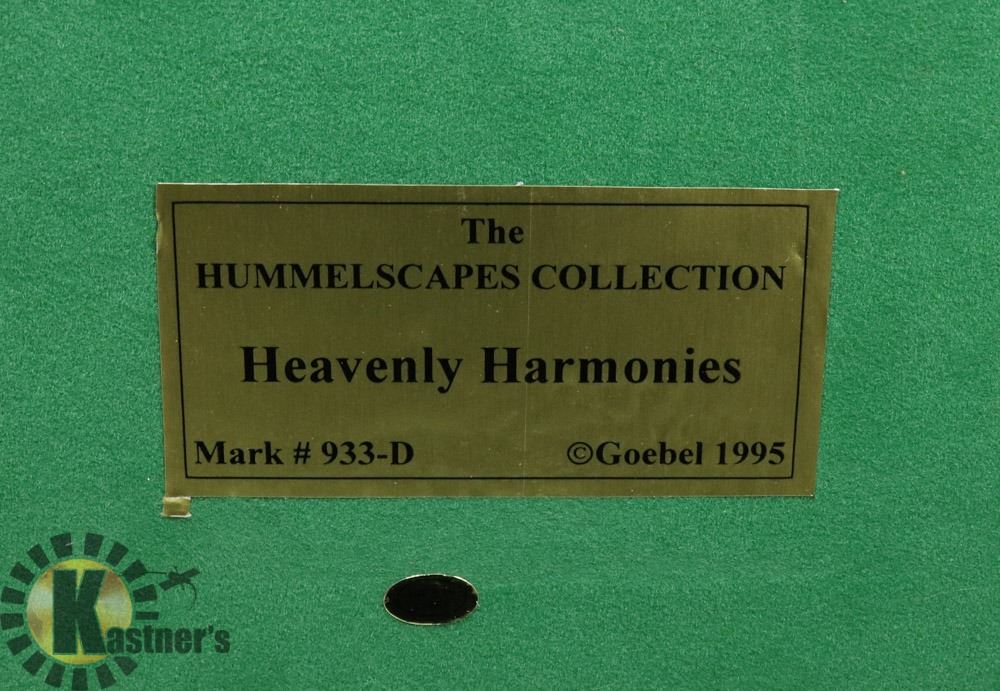 The
HUMMELSCAPES COLLECTION
Heavenly Harmonies
Mark # 933-D ©Goebel 1995
Kastner's